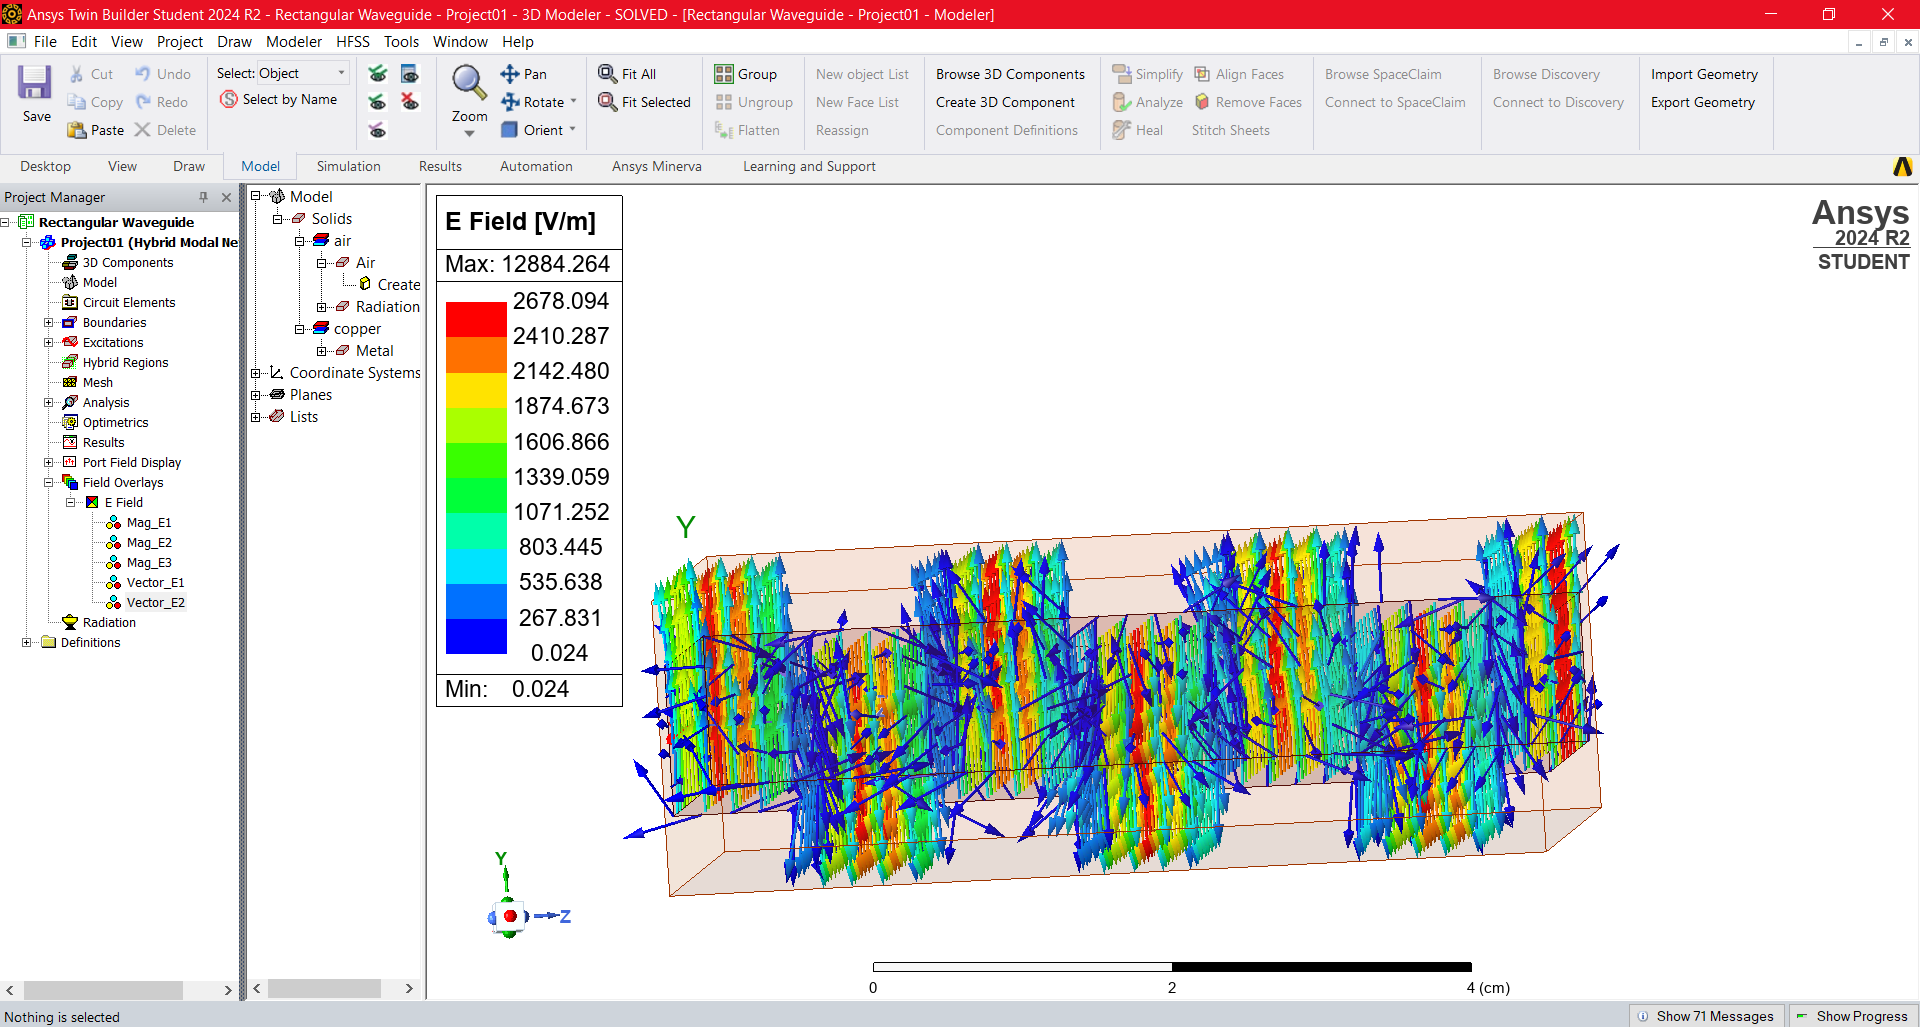 Ansys Twin Builder Student 2024 R2 - Rectangular Waveguide - Project01 - 3D Modeler - SOLVED - [Rectangular Waveguide - Project01 - Modeler]
File Edit View Project Draw Modeler HFSS Tools Window Help
Save
Cut
Copy
Paste
Undo
Redo
Delete
Select: Object
Select by Name
Zoom
Pan
Rotate
Orient
Fit All
Fit Selected
Group
Ungroup
Flatten
New object List
New Face List
Reassign
Browse 3D Components
Create 3D Component
Component Definitions
Simplify
Analyze
Heal
Align Faces
Remove Faces
Stitch Sheets
Browse SpaceClaim
Connect to SpaceClaim
Browse Discovery
Connect to Discovery
Import Geometry
Export Geometry
Desktop View Draw Model Simulation Results Automation Ansys Minerva Learning and Support
Project Manager
Rectangular Waveguide
Project01 (Hybrid Modal Ne
3D Components
Model
Circuit Elements
Boundaries
Excitations
Hybrid Regions
Mesh
Analysis
Optimetrics
Results
Port Field Display
Field Overlays
E Field
Mag_E1
Mag_E2
Mag_E3
Vector_E1
Vector_E2
Radiation
Definitions
Model
Solids
air
Air
Create
Radiation
copper
Metal
Coordinate Systems
Planes
Lists
E Field [V/m]
Max: 12884.264
2678.094
2410.287
2142.480
1874.673
1606.866
1339.059
1071.252
803.445
535.638
267.831
0.024
Min: 0.024
Ansys
2024 R2
STUDENT
Y
Y
Z
0 2 4 (cm)
Nothing is selected
Show 71 Messages
Show Progress